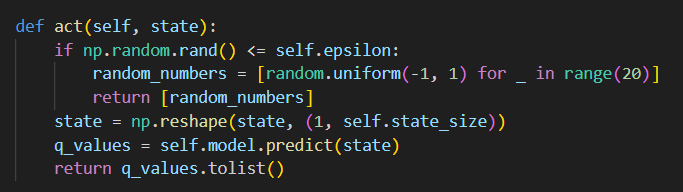 def act(self, state):
    if np.random.rand() <= self.epsilon:
        random_numbers = [random.uniform(-1, 1) for _ in range(20)]
        return [random_numbers]
    state = np.reshape(state, (1, self.state_size))
    q_values = self.model.predict(state)
    return q_values.tolist()